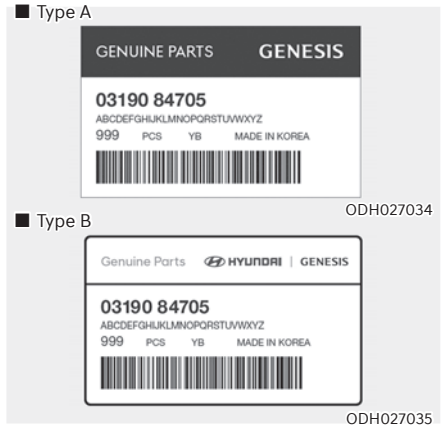 ■ Type A
GENUINE PARTS GENESIS
03190 84705
ABCDEFGHIJKLMNOPQRSTUVWXYZ
999 PCS YB MADE IN KOREA
ODH027034
■ Type B
Genuine Parts HYUNDAI | GENESIS
03190 84705
ABCDEFGHIJKLMNOPQRSTUVWXYZ
999 PCS YB MADE IN KOREA
ODH027035